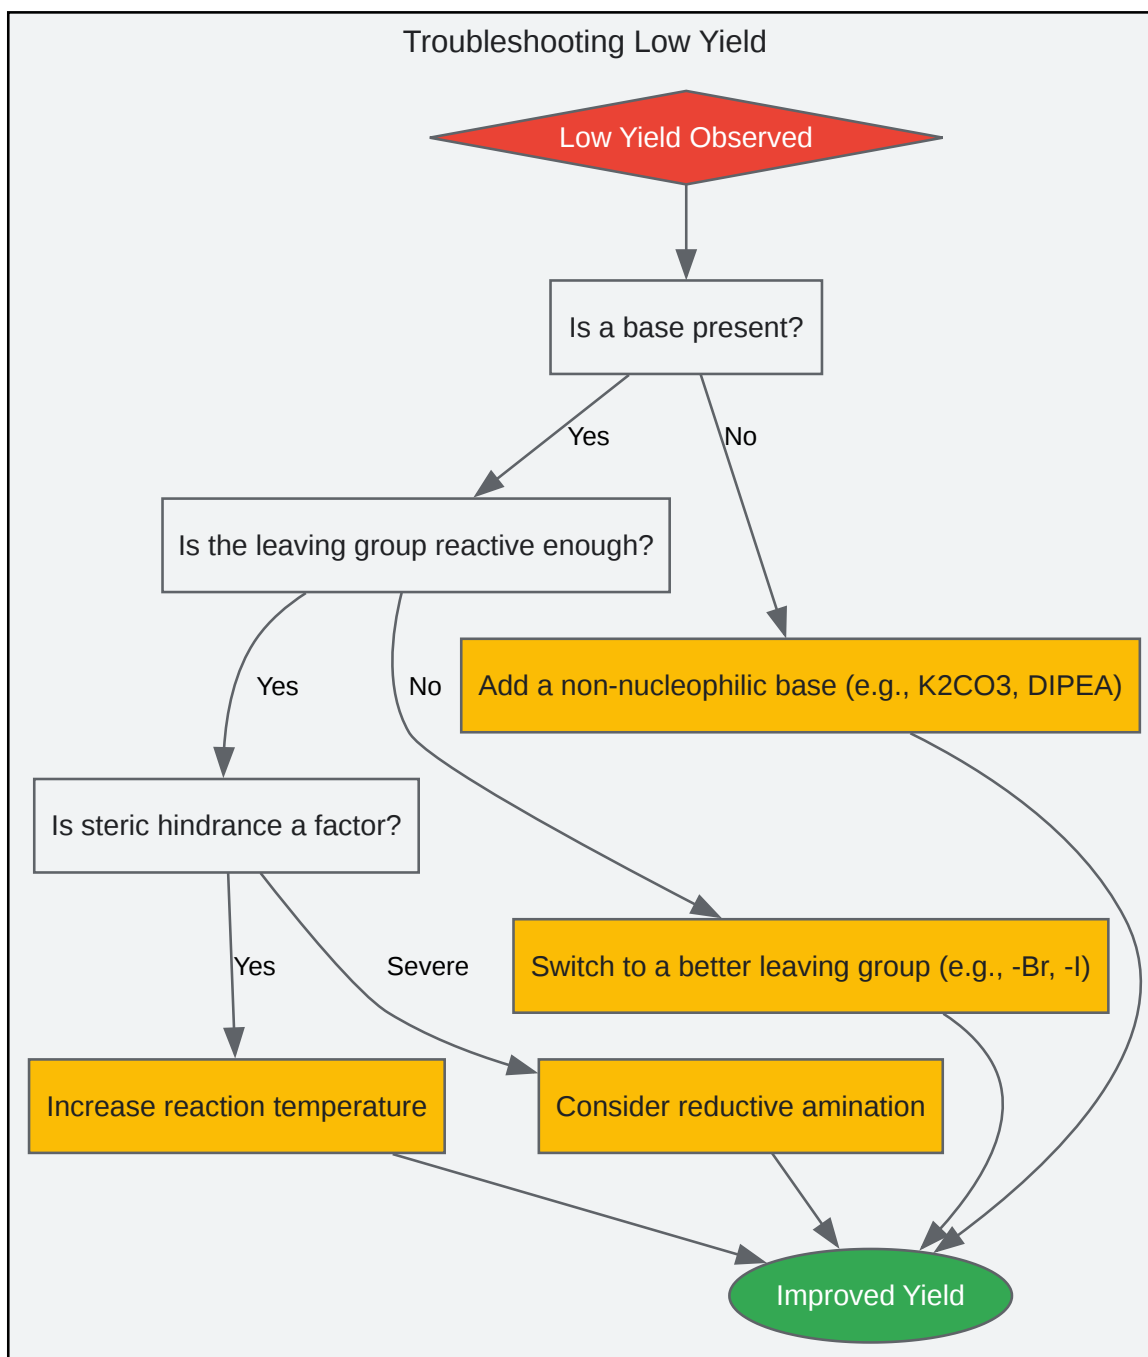 Troubleshooting Low Yield
Low Yield Observed
Is a base present?
Yes
No
Is the leaving group reactive enough?
Yes
No
Add a non-nucleophilic base (e.g., K2CO3, DIPEA)
Is steric hindrance a factor?
Yes
Severe
Switch to a better leaving group (e.g., -Br, -I)
Increase reaction temperature
Consider reductive amination
Improved Yield